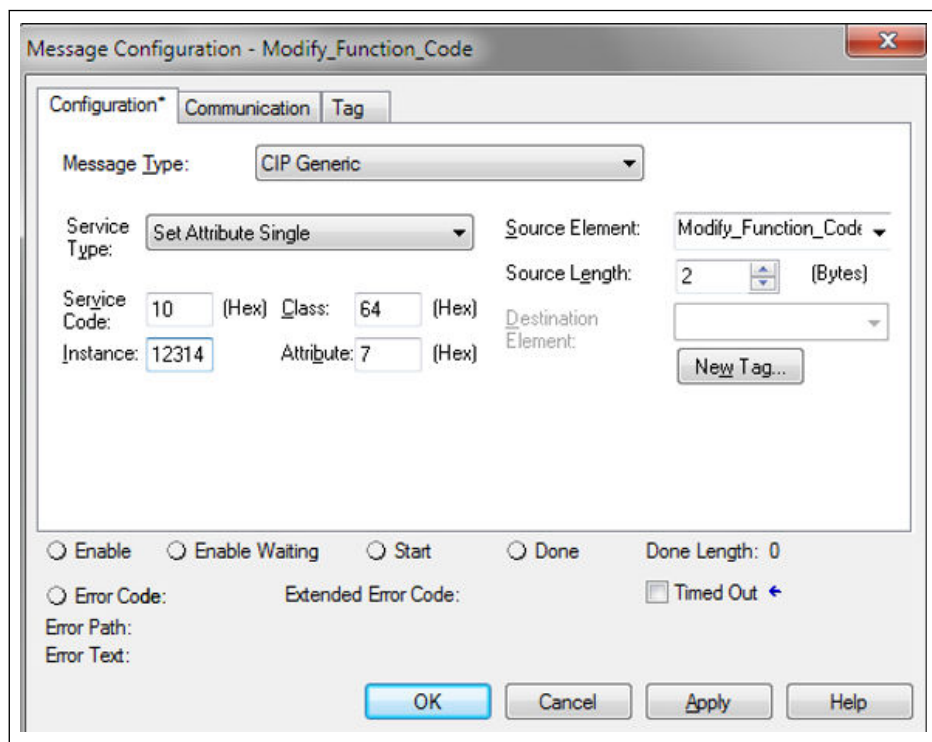 Message Configuration - Modify_Function_Code
Configuration* Communication Tag
Message Type: CIP Generic
Service Type: Set Attribute Single
Source Element: Modify_Function_Code
Source Length: 2 (Bytes)
Service Code: 10 (Hex) Class: 64 (Hex)
Destination Element:
Instance: 12314 Attribute: 7 (Hex)
New Tag...
Enable Enable Waiting Start Done Done Length: 0
Error Code: Extended Error Code: Timed Out
Error Path:
Error Text:
OK Cancel Apply Help